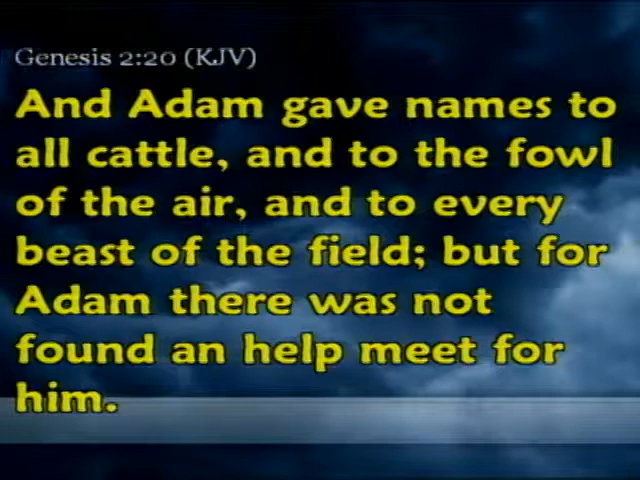 Genesis 2:20 (KJV)
And Adam gave names to
all cattle, and to the fowl
of the air, and to every
beast of the field; but for
Adam there was not
found an help meet for
him.